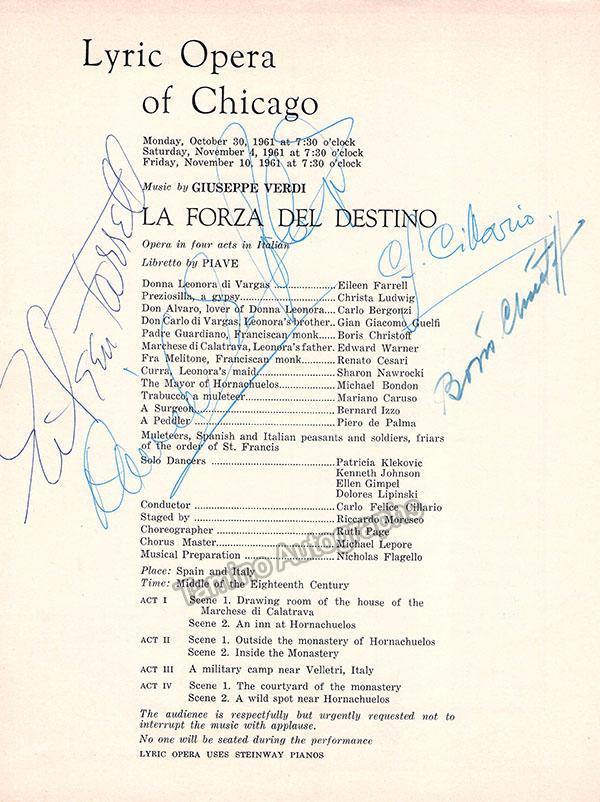 Lyric Opera
of Chicago
Monday, October 30, 1961 at 7:30 o'clock
Saturday, November 4, 1961 at 7:30 o'clock
Friday, November 10, 1961 at 7:30 o'clock
Music by GIUSEPPE VERDI
LA FORZA DEL DESTINO
Opera in four acts in Italian
Libretto by PIAVE
C.F. Cillario
Eileen Farrell
Boris Christoff
Donna Leonora di Vargas ................ Eileen Farrell
Preziosilla, a gypsy ................ Christa Ludwig
Don Alvaro, lover of Donna Leonora .... Carlo Bergonzi
Don Carlo di Vargas, Leonora's brother .. Gian Giacomo Guelfi
Padre Guardiano, Franciscan monk ..... Boris Christoff
Marchese di Calatrava, Leonora's father. Edward Warner
Fra Melitone, Franciscan monk ........ Renato Cesari
Curra, Leonora's maid ................ Sharon Nawrocki
The Mayor of Hornachuelos ............ Michael Bondon
Trabucco, a muleteer ................ Mariano Caruso
A Surgeon ................ Bernard Izzo
A Peddler ................ Piero de Palma
Muleteers, Spanish and Italian peasants and soldiers, friars
of the order of St. Francis
Solo Dancers ................ Patricia Klekovic
Kenneth Johnson
Ellen Gimpel
Dolores Lipinski
Conductor ................ Carlo Felice Cillario
Staged by ................ Riccardo Moresco
Choreographer ................ Ruth Page
Chorus Master ................ Michael Lepore
Musical Preparation ................ Nicholas Flagello
Tamino Autographs
Place: Spain and Italy
Time: Middle of the Eighteenth Century
ACT I Scene 1. Drawing room of the house of the
Marchese di Calatrava
Scene 2. An inn at Hornachuelos
ACT II Scene 1. Outside the monastery of Hornachuelos
Scene 2. Inside the Monastery
ACT III A military camp near Velletri, Italy
ACT IV Scene 1. The courtyard of the monastery
Scene 2. A wild spot near Hornachuelos
The audience is respectfully but urgently requested not to
interrupt the music with applause.
No one will be seated during the performance
LYRIC OPERA USES STEINWAY PIANOS